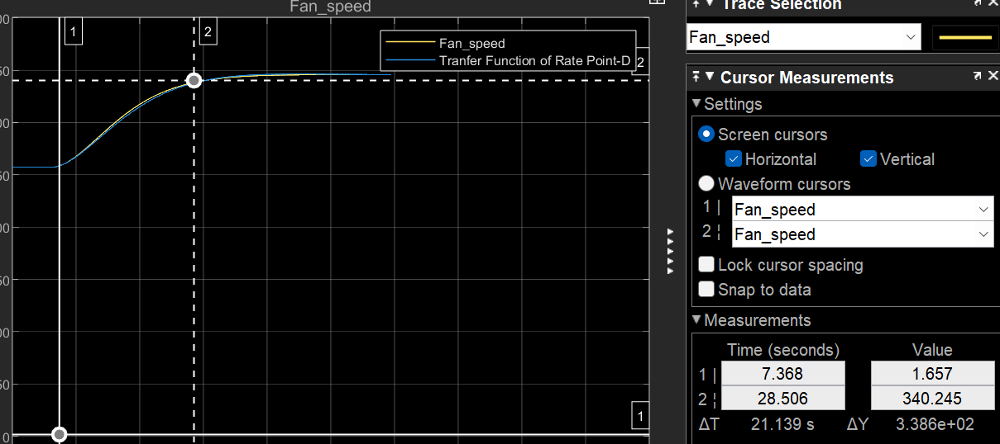 Fan_speed
1
2
Fan_speed
Tranfer Function of Rate Point-D
2
00
50
00
50
00
50
00
50
0
1
Trace Selection
Fan_speed
Cursor Measurements
Settings
Screen cursors
Horizontal
Vertical
Waveform cursors
1 | Fan_speed
2 ¦ Fan_speed
Lock cursor spacing
Snap to data
Measurements
Time (seconds) Value
1 | 7.368 1.657
2 ¦ 28.506 340.245
ΔT 21.139 s ΔY 3.386e+02